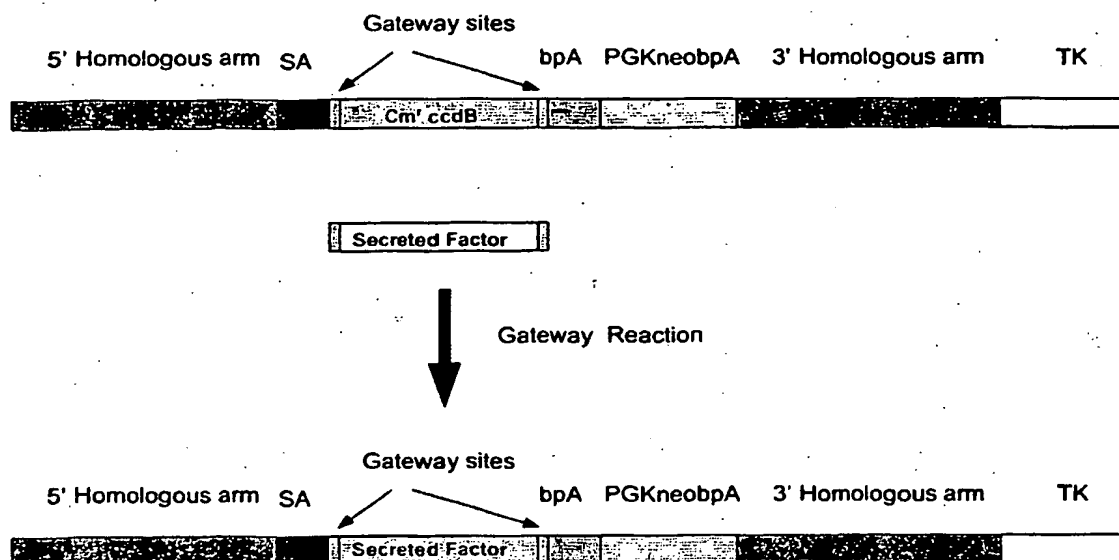 Gateway sites
5' Homologous arm SA bpA PGKneobpA 3' Homologous arm TK
Cmr ccdB
Secreted Factor
Gateway Reaction
Gateway sites
5' Homologous arm SA bpA PGKneobpA 3' Homologous arm TK
Secreted Factor